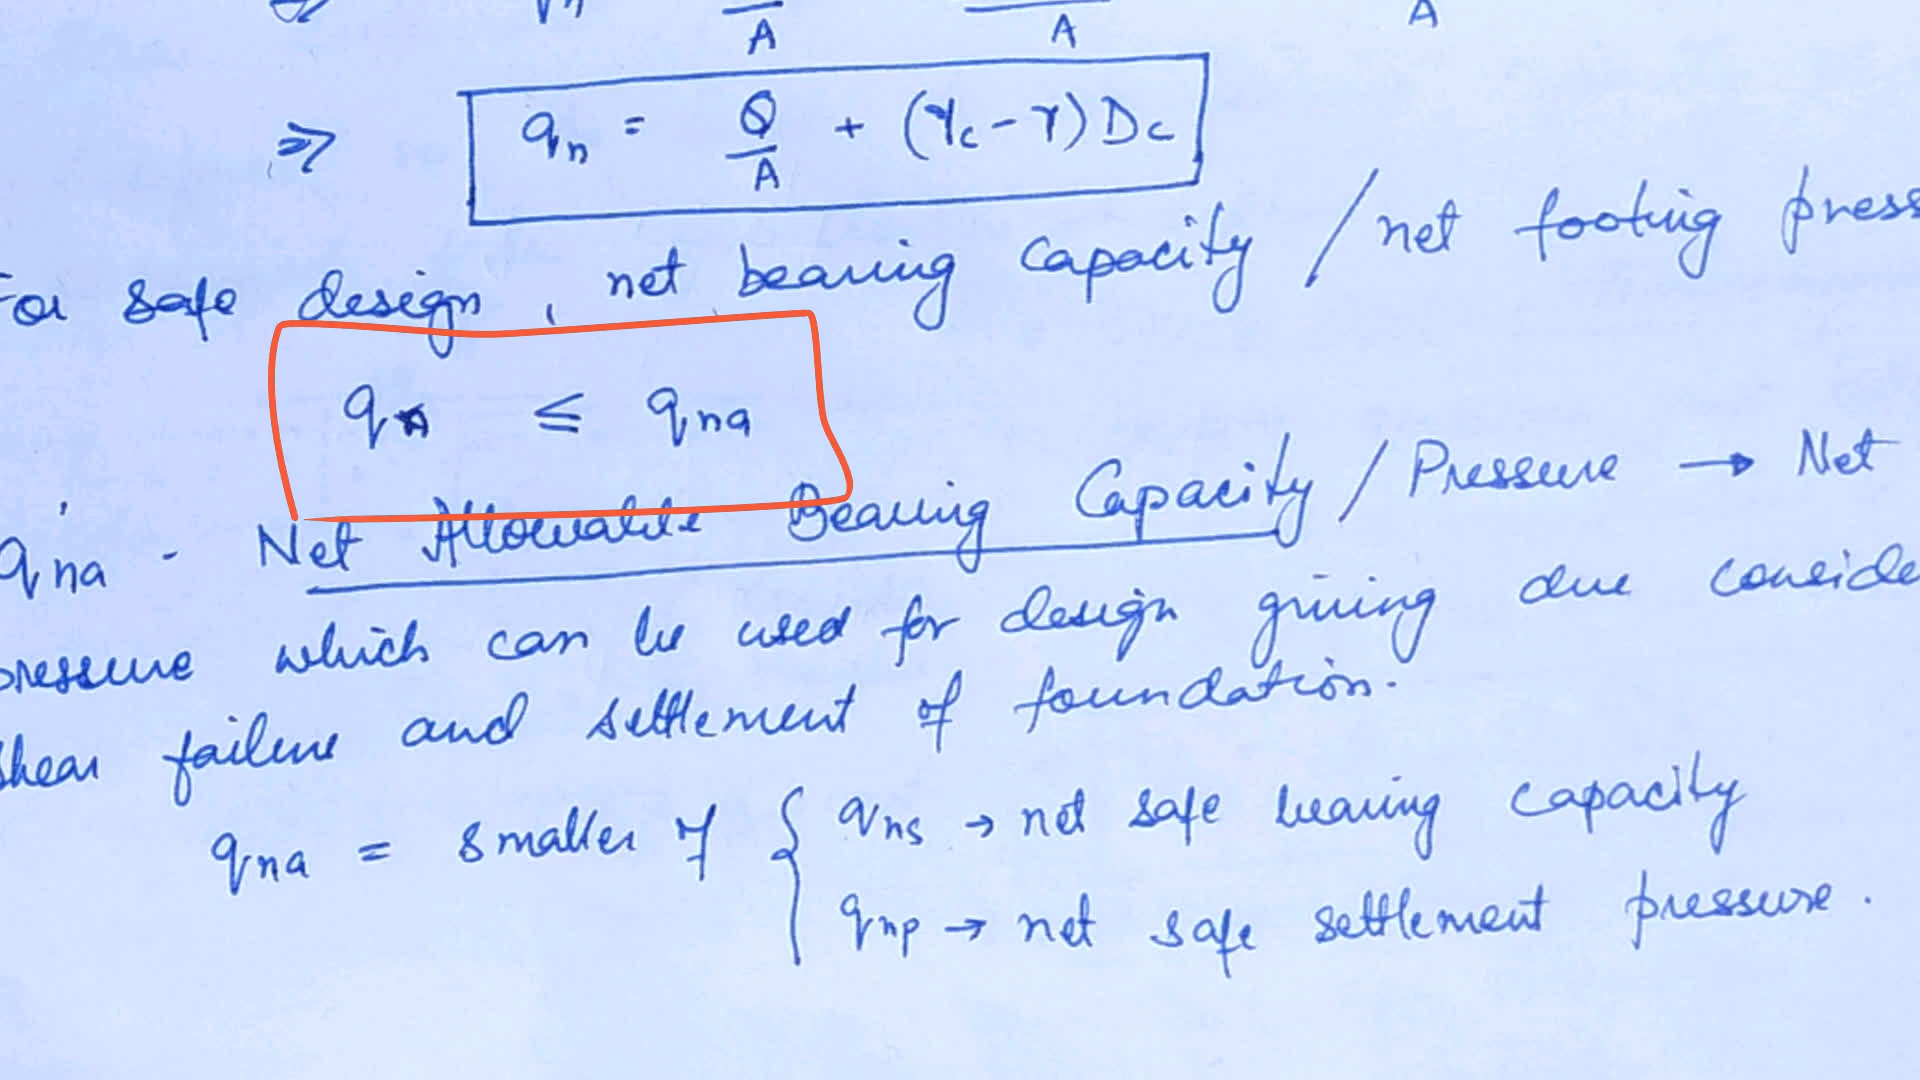 A A A
⇒ qn = Q/A + (γc - γ) Dc
For safe design, net bearing capacity / net footing press
qn ≤ qna
qna - Net Allowable Bearing Capacity / Pressure → Net
pressure which can be used for design giving due conside
shear failure and settlement of foundation.
qna = smaller of { qns → net safe bearing capacity
qnp → net safe settlement pressure.